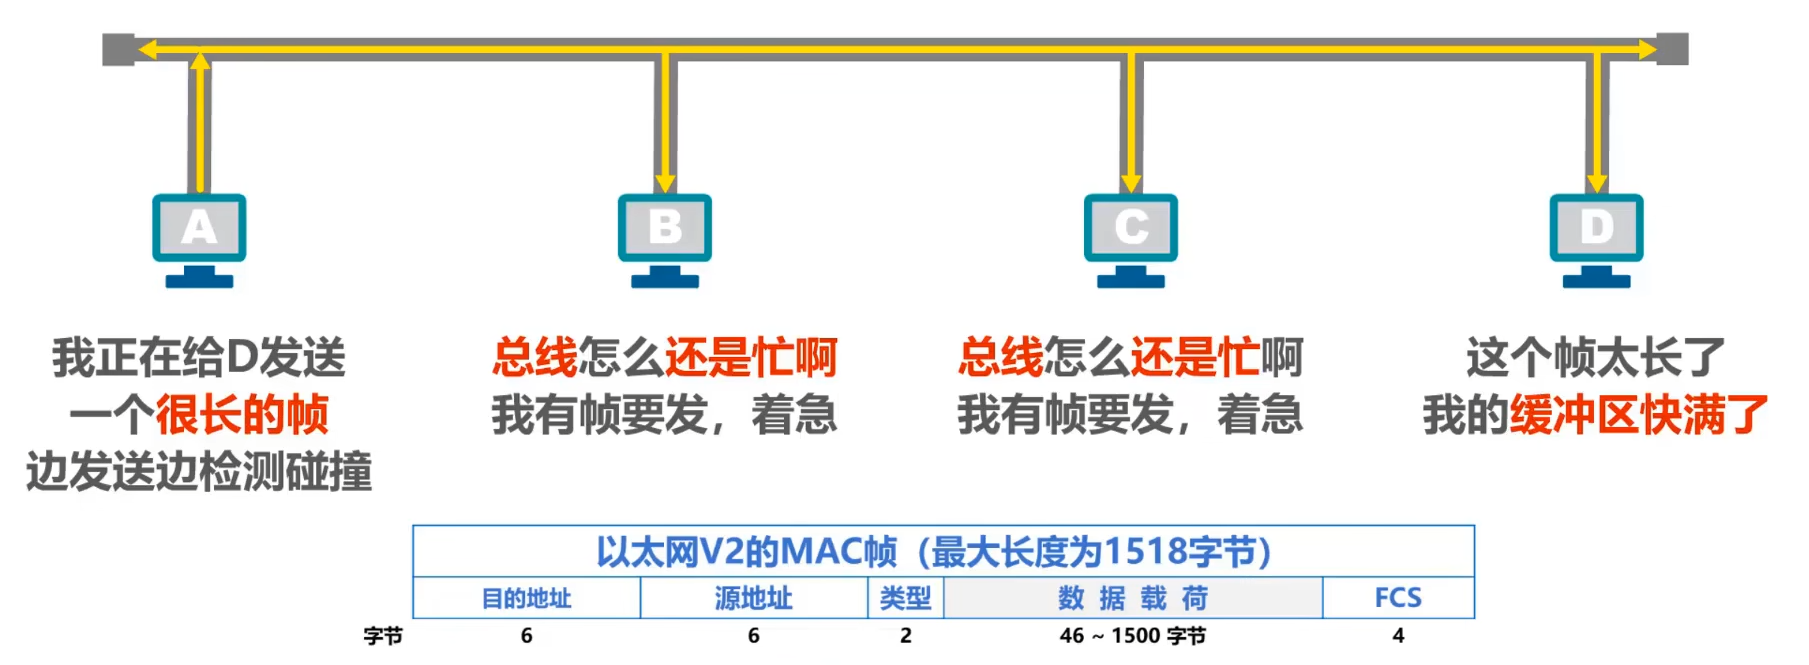 A
B
C
D
我正在给D发送
一个很长的帧
边发送边检测碰撞
总线怎么还是忙啊
我有帧要发，着急
总线怎么还是忙啊
我有帧要发，着急
这个帧太长了
我的缓冲区快满了
以太网V2的MAC帧（最大长度为1518字节）
目的地址 源地址 类型 数据载荷 FCS
字节 6 6 2 46 ~ 1500 字节 4